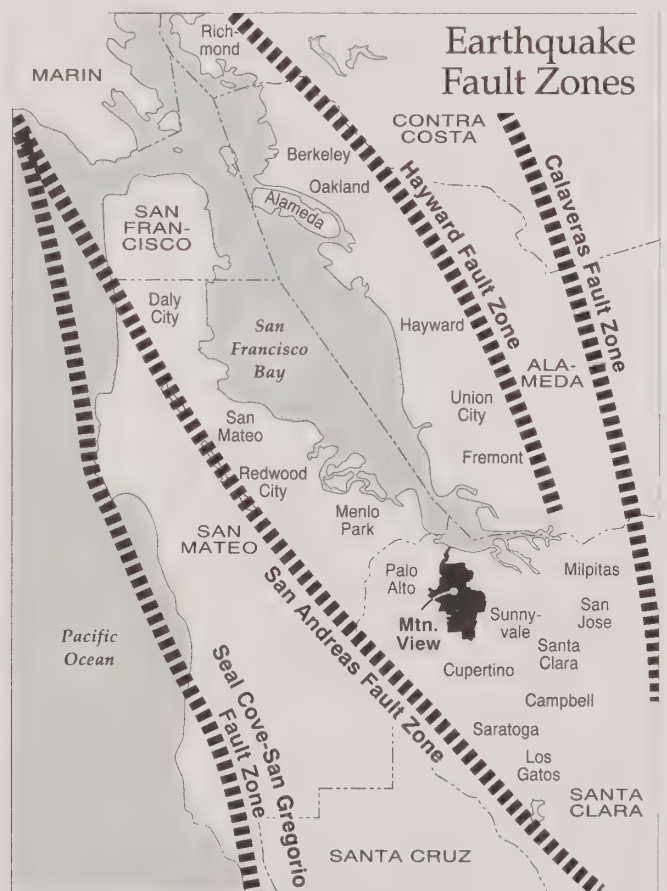 Earthquake
Fault Zones
Rich-
mond
MARIN
CONTRA
COSTA
Berkeley
Oakland
Alameda
SAN
FRAN-
CISCO
Hayward Fault Zone
Calaveras Fault Zone
Daly
City
San
Francisco
Bay
Hayward
ALA-
MEDA
Union
City
San
Mateo
Fremont
Redwood
City
Menlo
Park
SAN
MATEO
Palo
Alto
Milpitas
Mtn.
View
Sunny-
vale
San
Jose
Santa
Clara
Pacific
Ocean
San Andreas Fault Zone
Cupertino
Campbell
Seal Cove-San Gregorio
Fault Zone
Saratoga
Los
Gatos
SANTA
CLARA
SANTA CRUZ